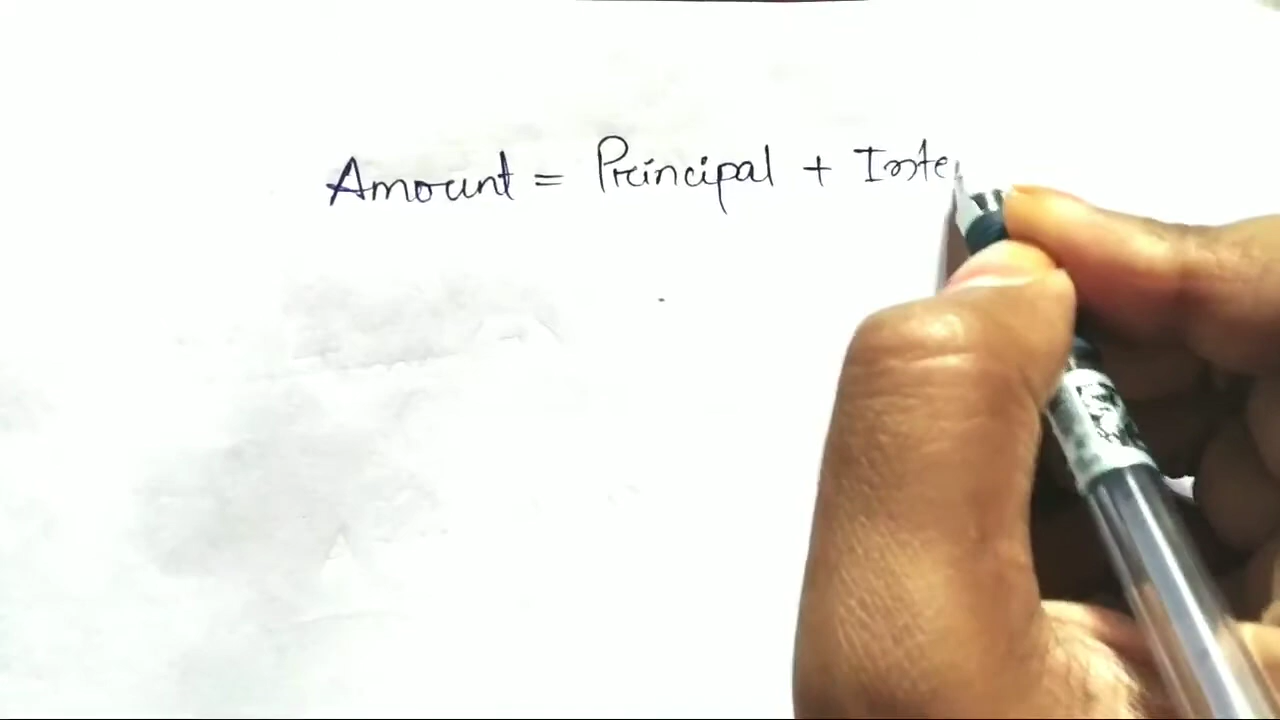 Amount = Principal + Inte